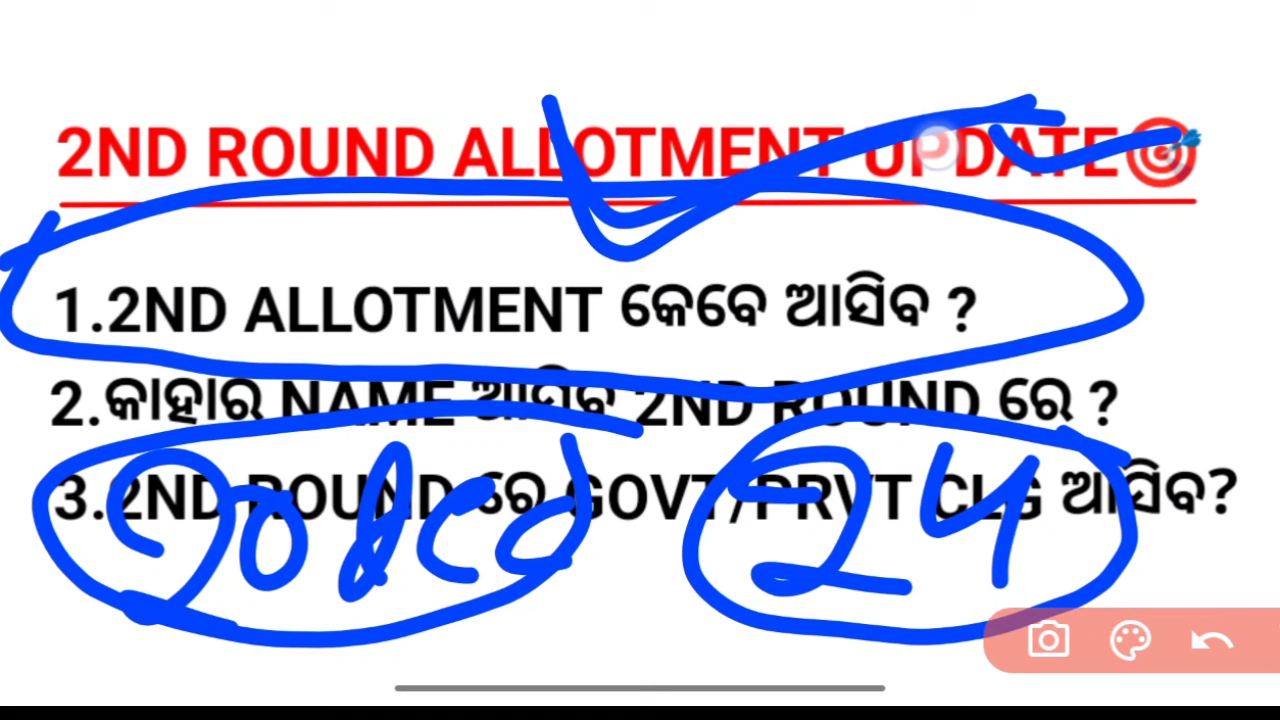 2ND ROUND ALLOTMENT UPDATE🎯
1.2ND ALLOTMENT କେବେ ଆସିବ ?
2.କାହାର NAME ଆସିବ 2ND ROUND ରେ ?
3.2ND ROUND ରେ GOVT/PRVT CLG ଆସିବ?
24